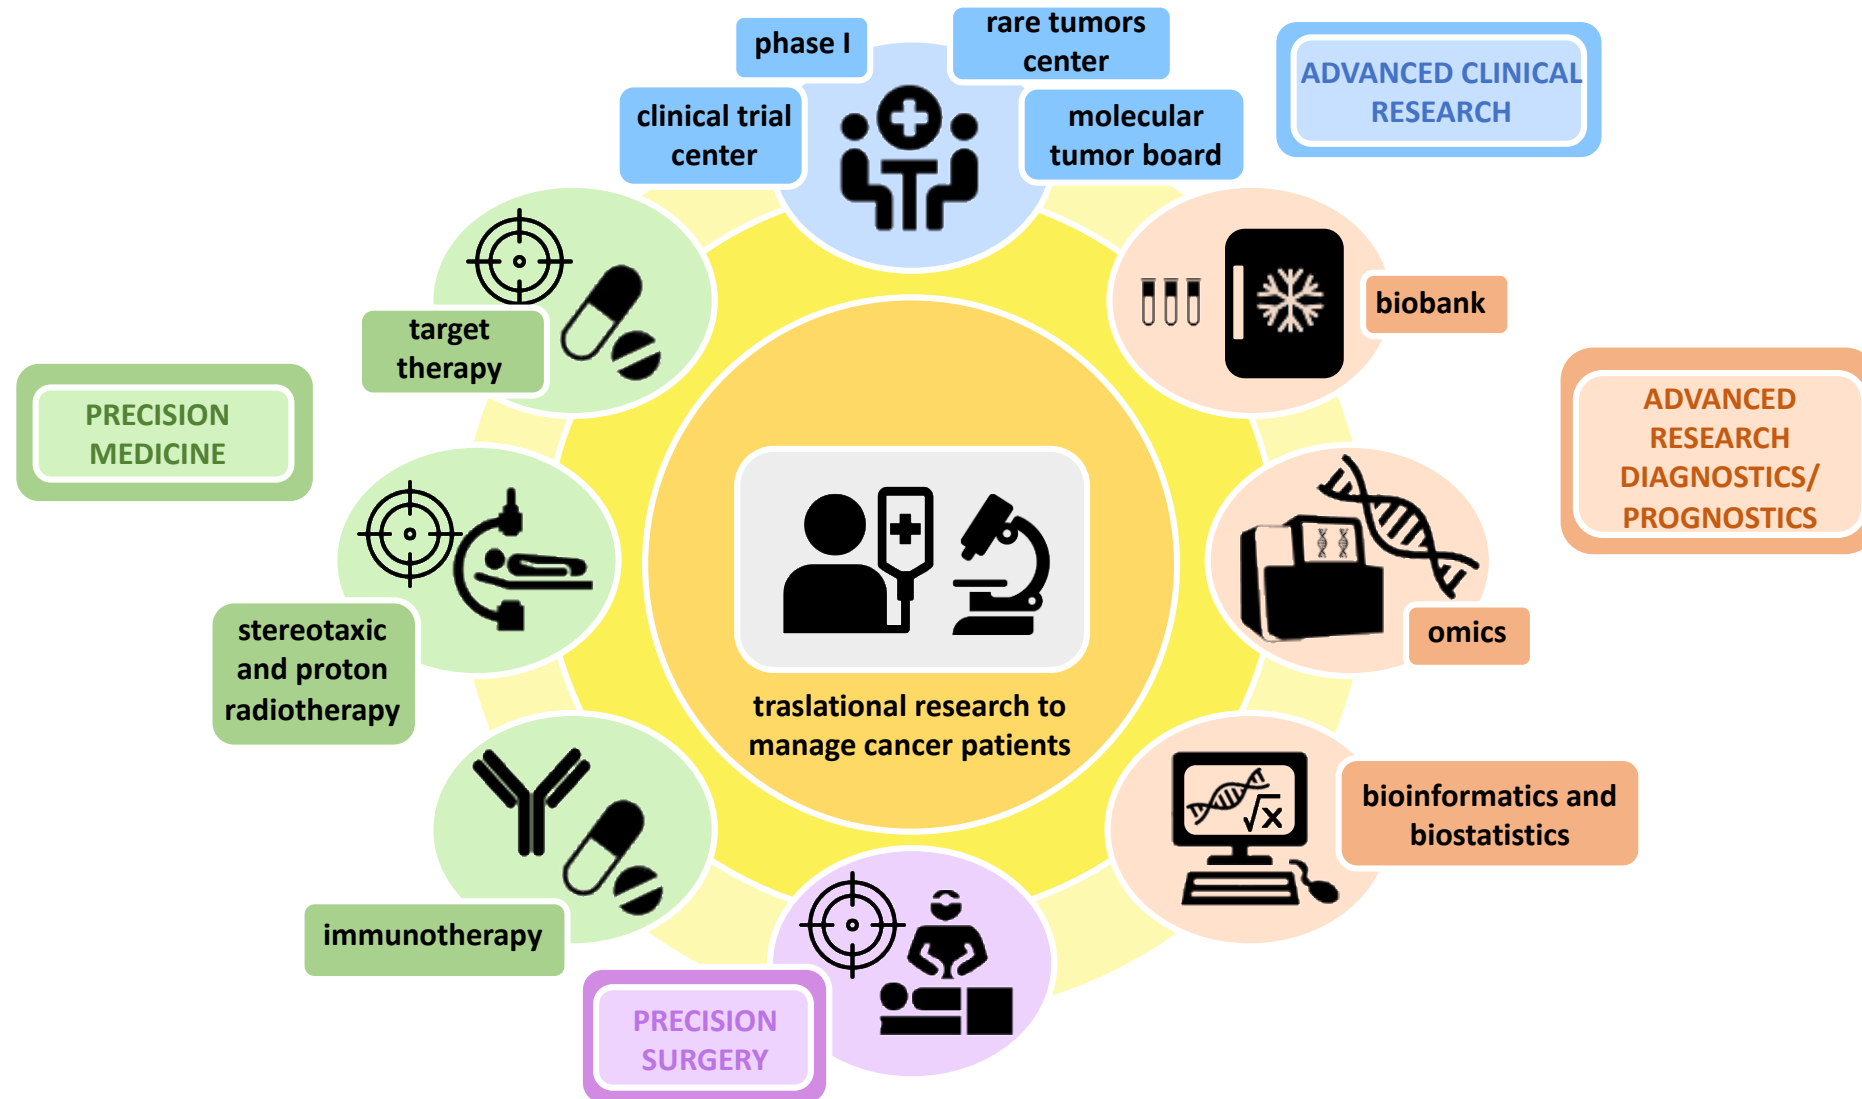 phase I
rare tumors
center
ADVANCED CLINICAL
RESEARCH
clinical trial
center
molecular
tumor board
target
therapy
biobank
PRECISION
MEDICINE
ADVANCED
RESEARCH
DIAGNOSTICS/
PROGNOSTICS
stereotaxic
and proton
radiotherapy
omics
traslational research to
manage cancer patients
bioinformatics and
biostatistics
√x
immunotherapy
PRECISION
SURGERY